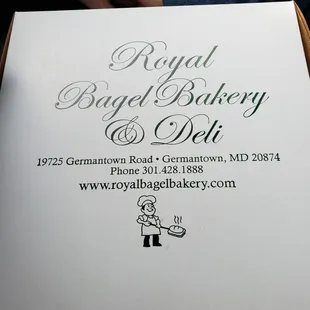 Royal
Bagel Bakery
& Deli
19725 Germantown Road • Germantown, MD 20874
Phone 301.428.1888
www.royalbagelbakery.com